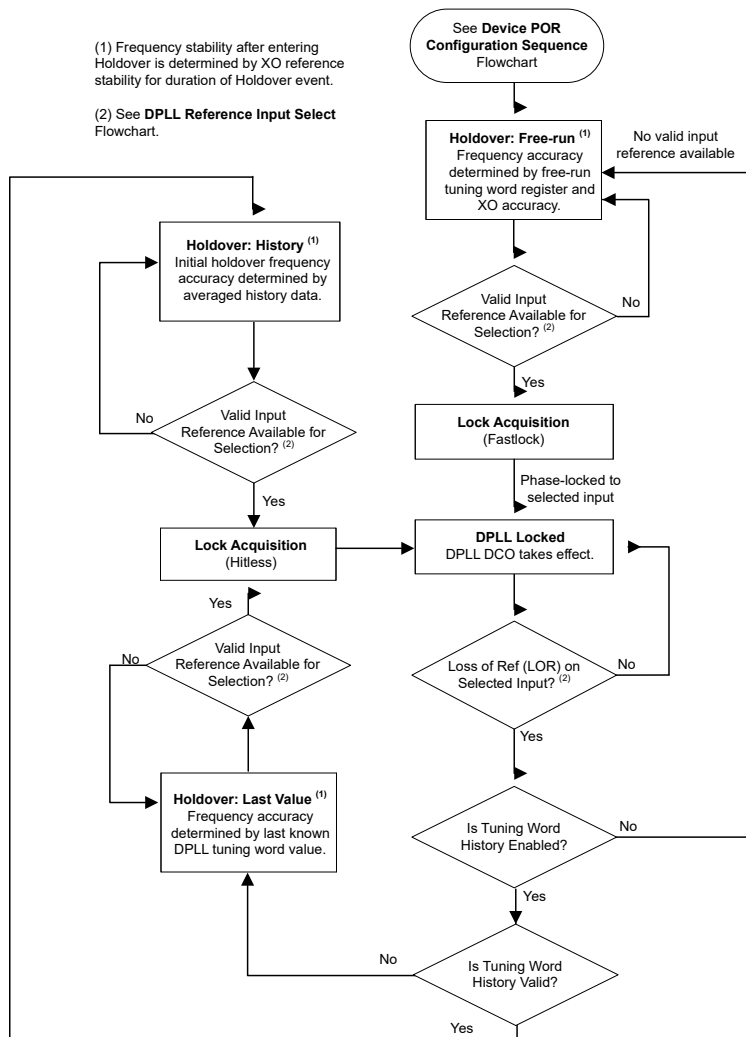 (1) Frequency stability after entering
Holdover is determined by XO reference
stability for duration of Holdover event.
(2) See DPLL Reference Input Select
Flowchart.
See Device POR
Configuration Sequence
Flowchart
Holdover: Free-run (1)
Frequency accuracy
determined by free-run
tuning word register and
XO accuracy.
No valid input
reference available
Valid Input
Reference Available for
Selection? (2)
No
Yes
Lock Acquisition
(Fastlock)
Phase-locked to
selected input
Holdover: History (1)
Initial holdover frequency
accuracy determined by
averaged history data.
No
Valid Input
Reference Available for
Selection? (2)
Yes
Lock Acquisition
(Hitless)
DPLL Locked
DPLL DCO takes effect.
Yes
No
Valid Input
Reference Available for
Selection? (2)
Loss of Ref (LOR) on
Selected Input? (2)
No
Yes
Holdover: Last Value (1)
Frequency accuracy
determined by last known
DPLL tuning word value.
Is Tuning Word
History Enabled?
No
Yes
No
Is Tuning Word
History Valid?
Yes